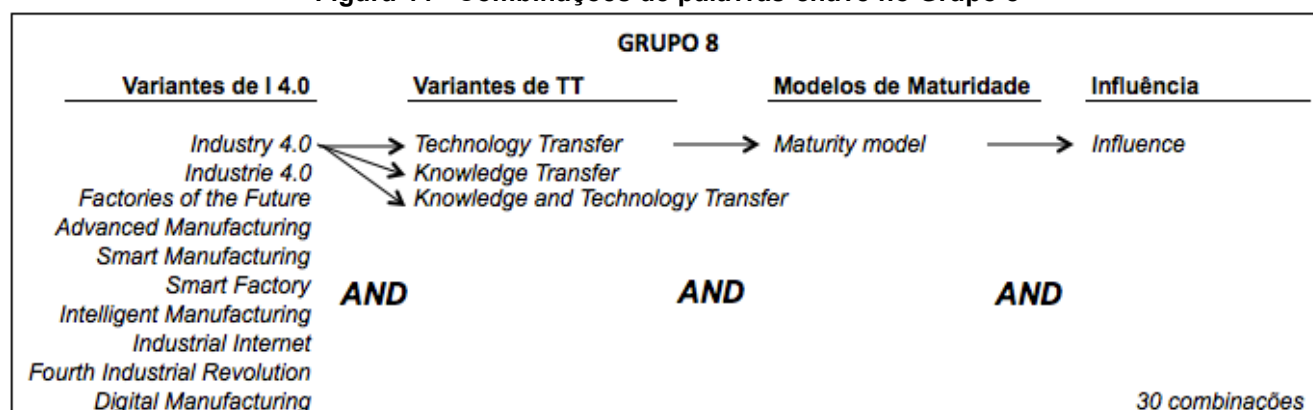 GRUPO 8
Variantes de I 4.0 Variantes de TT Modelos de Maturidade Influência
Industry 4.0 Technology Transfer Maturity model Influence
Industrie 4.0 Knowledge Transfer
Factories of the Future Knowledge and Technology Transfer
Advanced Manufacturing
Smart Manufacturing
Smart Factory AND AND AND
Intelligent Manufacturing
Industrial Internet
Fourth Industrial Revolution
Digital Manufacturing 30 combinações